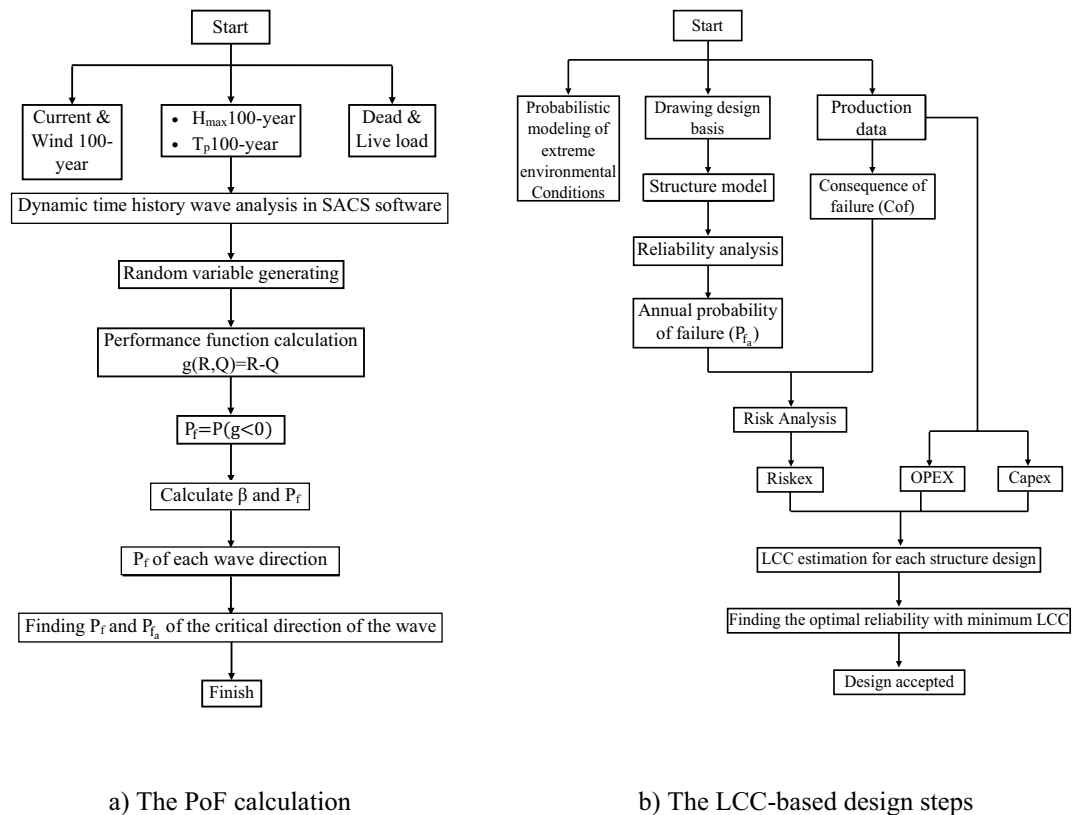 Start
Current &
Wind 100-
year
• Hmax100-year
• Tp100-year
Dead &
Live load
Dynamic time history wave analysis in SACS software
Random variable generating
Performance function calculation
g(R,Q)=R-Q
Pf=P(g<0)
Calculate β and Pf
Pf of each wave direction
Finding Pf and Pfa of the critical direction of the wave
Finish
a) The PoF calculation
Start
Probabilistic
modeling of
extreme
environmental
Conditions
Drawing design
basis
Production
data
Structure model
Consequence of
failure (Cof)
Reliability analysis
Annual probability
of failure (Pfa)
Risk Analysis
Riskex
OPEX
Capex
LCC estimation for each structure design
Finding the optimal reliability with minimum LCC
Design accepted
b) The LCC-based design steps